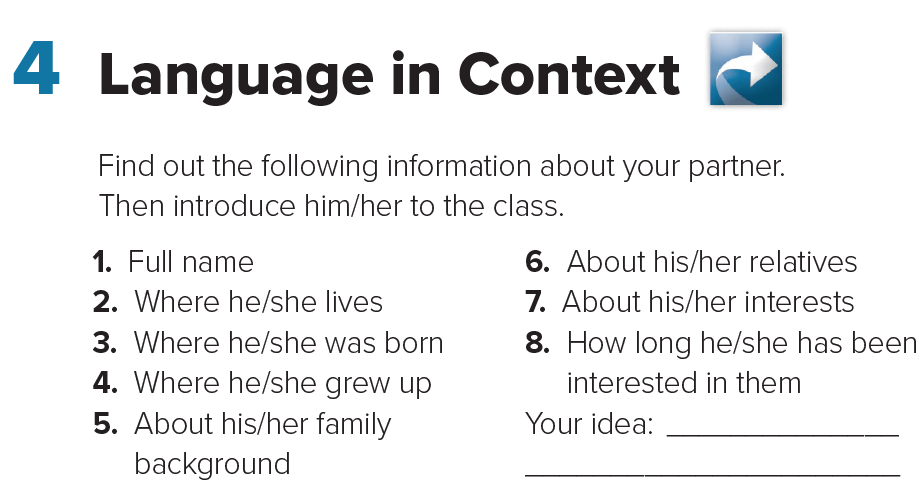 4 Language in Context
Find out the following information about your partner.
Then introduce him/her to the class.
1. Full name
2. Where he/she lives
3. Where he/she was born
4. Where he/she grew up
5. About his/her family
background
6. About his/her relatives
7. About his/her interests
8. How long he/she has been
interested in them
Your idea: _______________
________________________